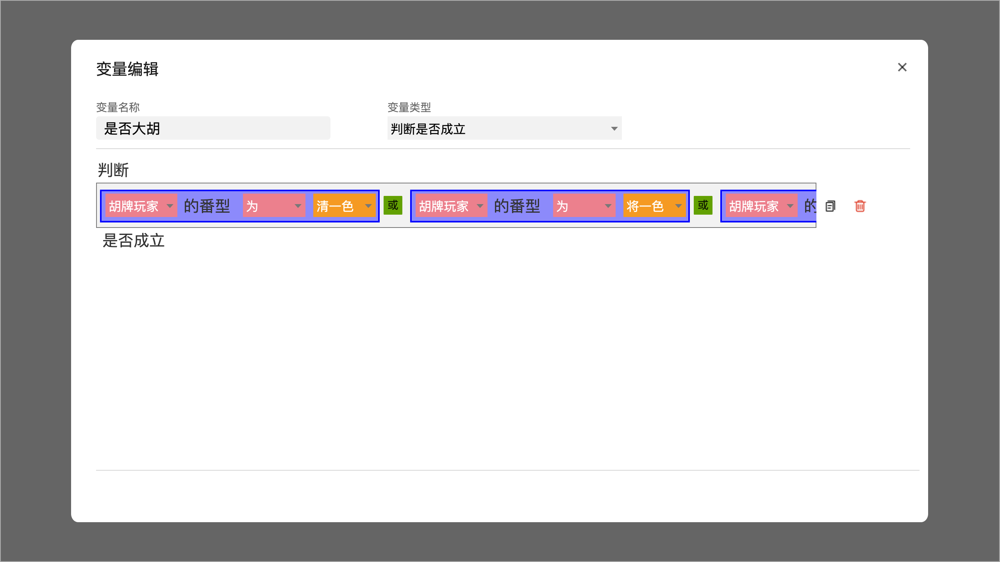 变量编辑
变量名称 变量类型
是否大胡 判断是否成立
判断
胡牌玩家 的番型 为 清一色 或 胡牌玩家 的番型 为 将一色 或 胡牌玩家 的
是否成立